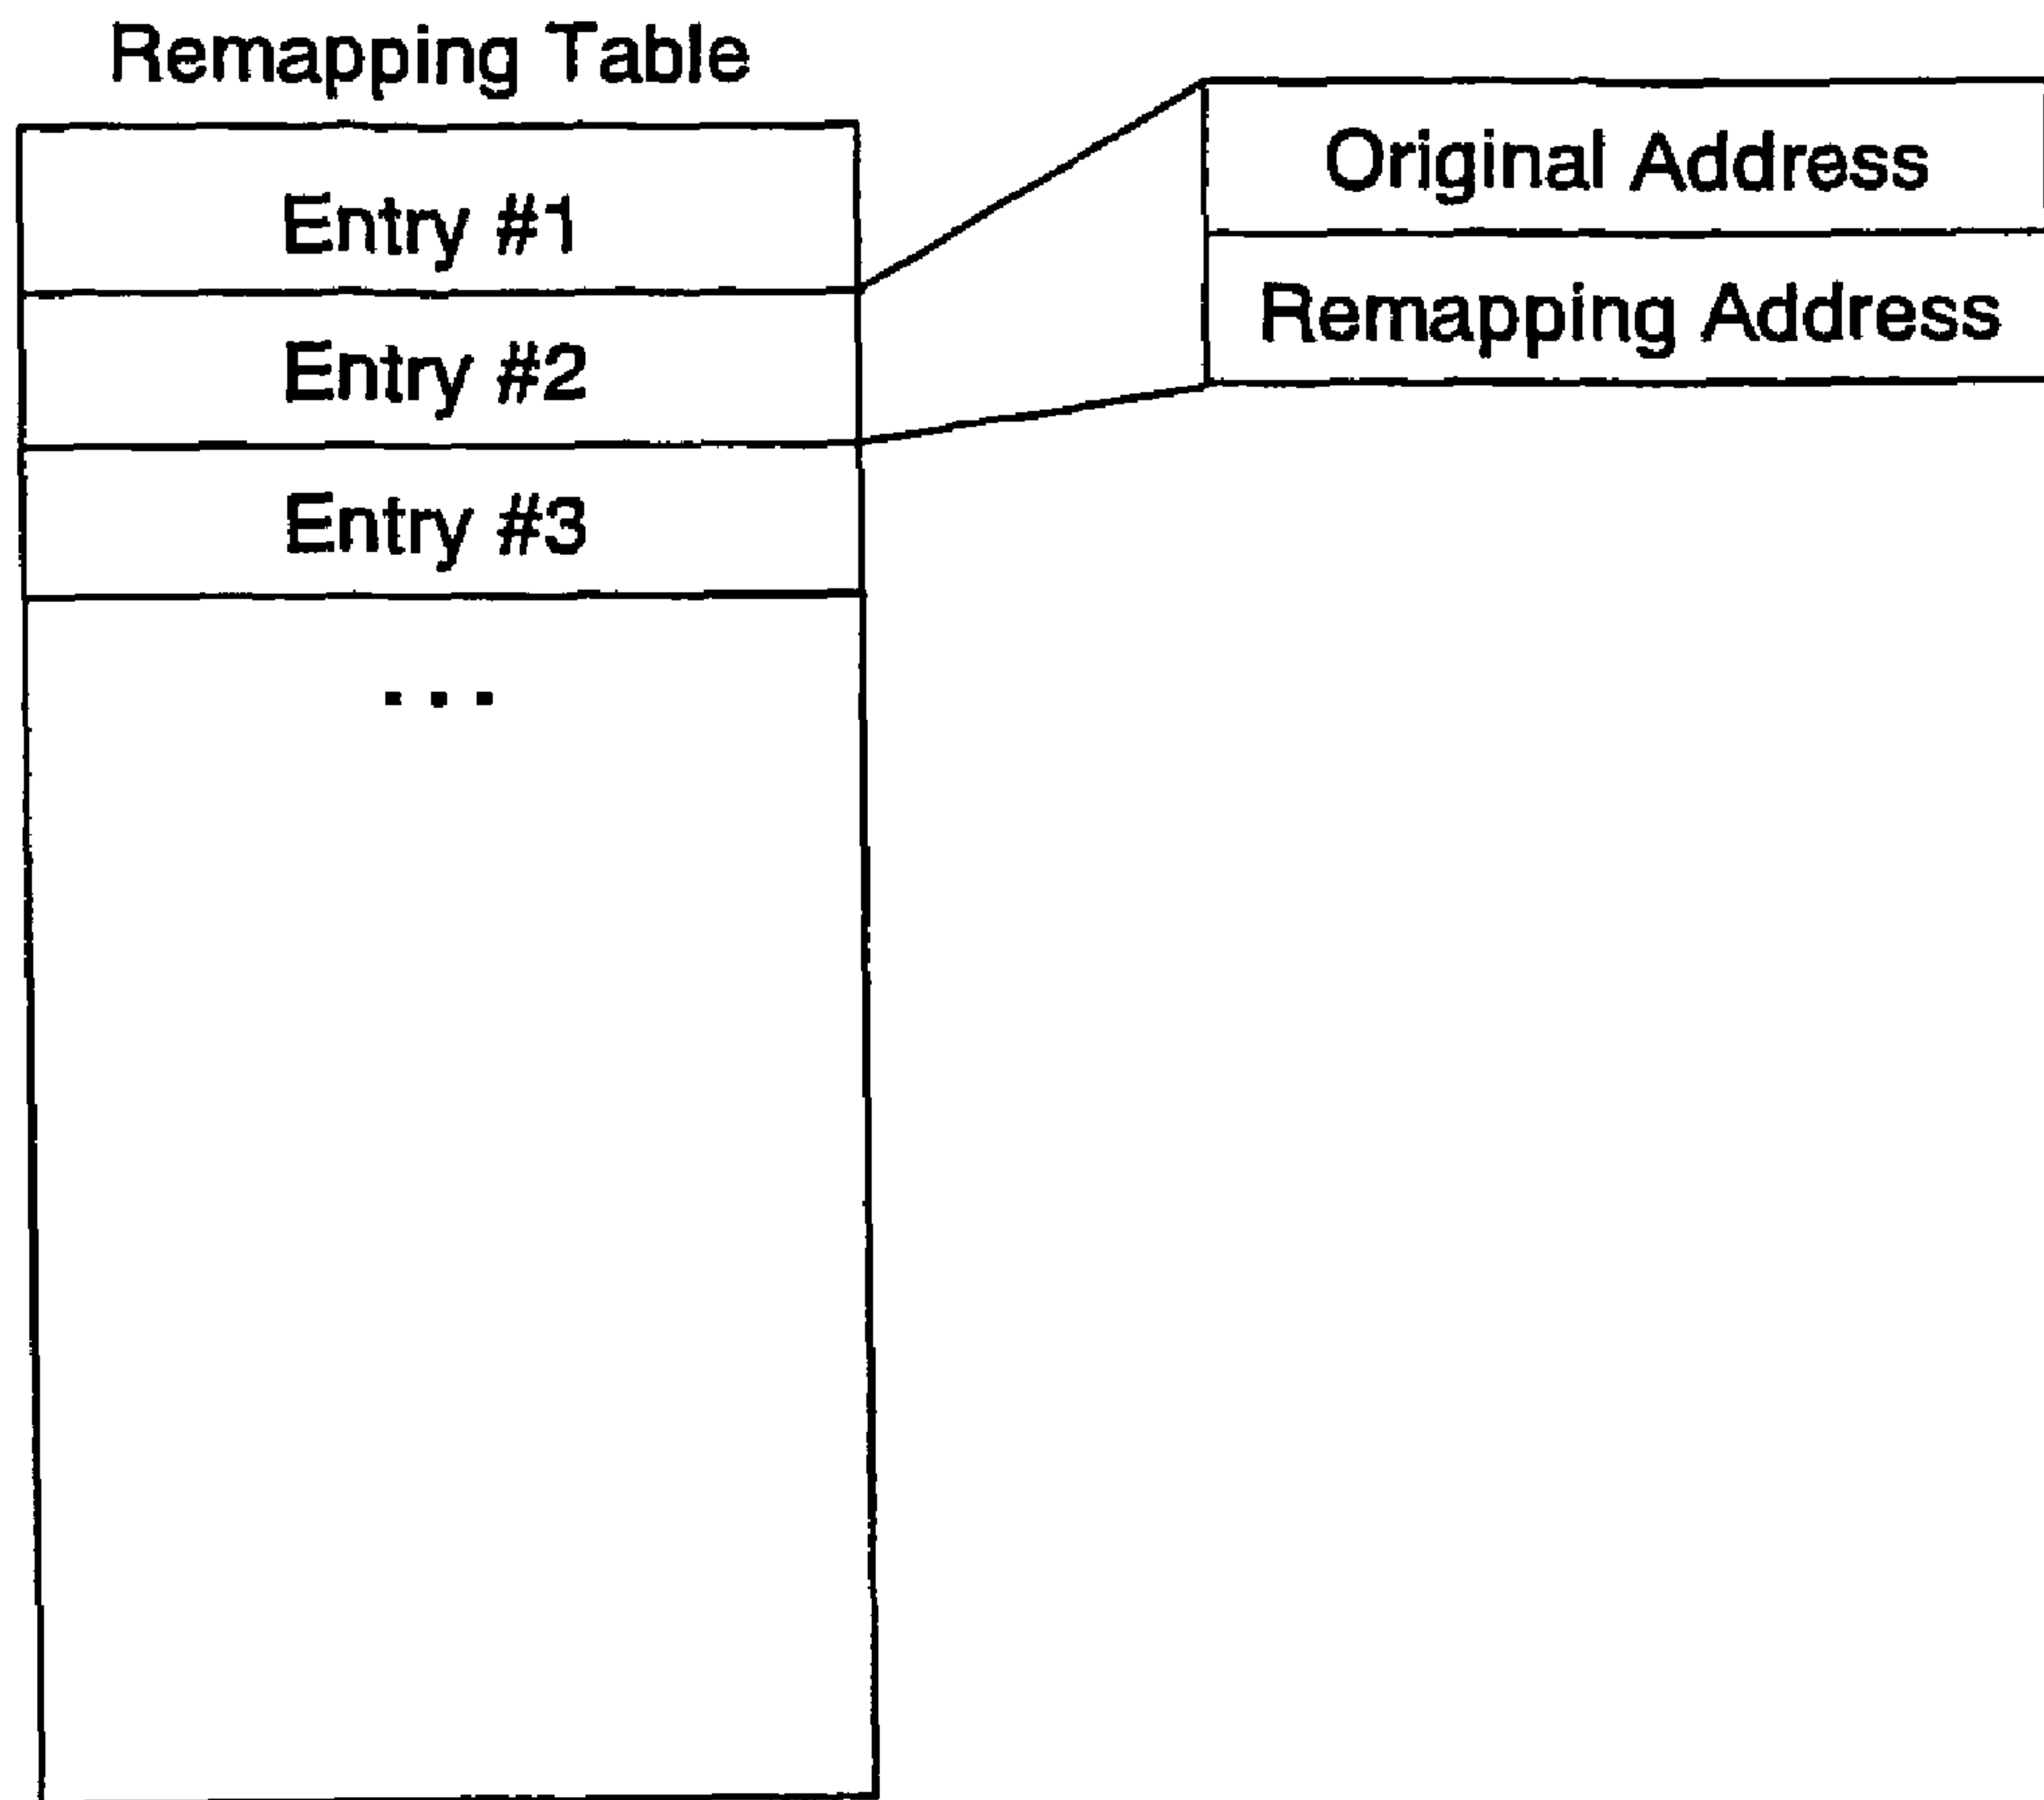 Remapping Table
Entry #1
Entry #2
Entry #3
...
Original Address
Remapping Address